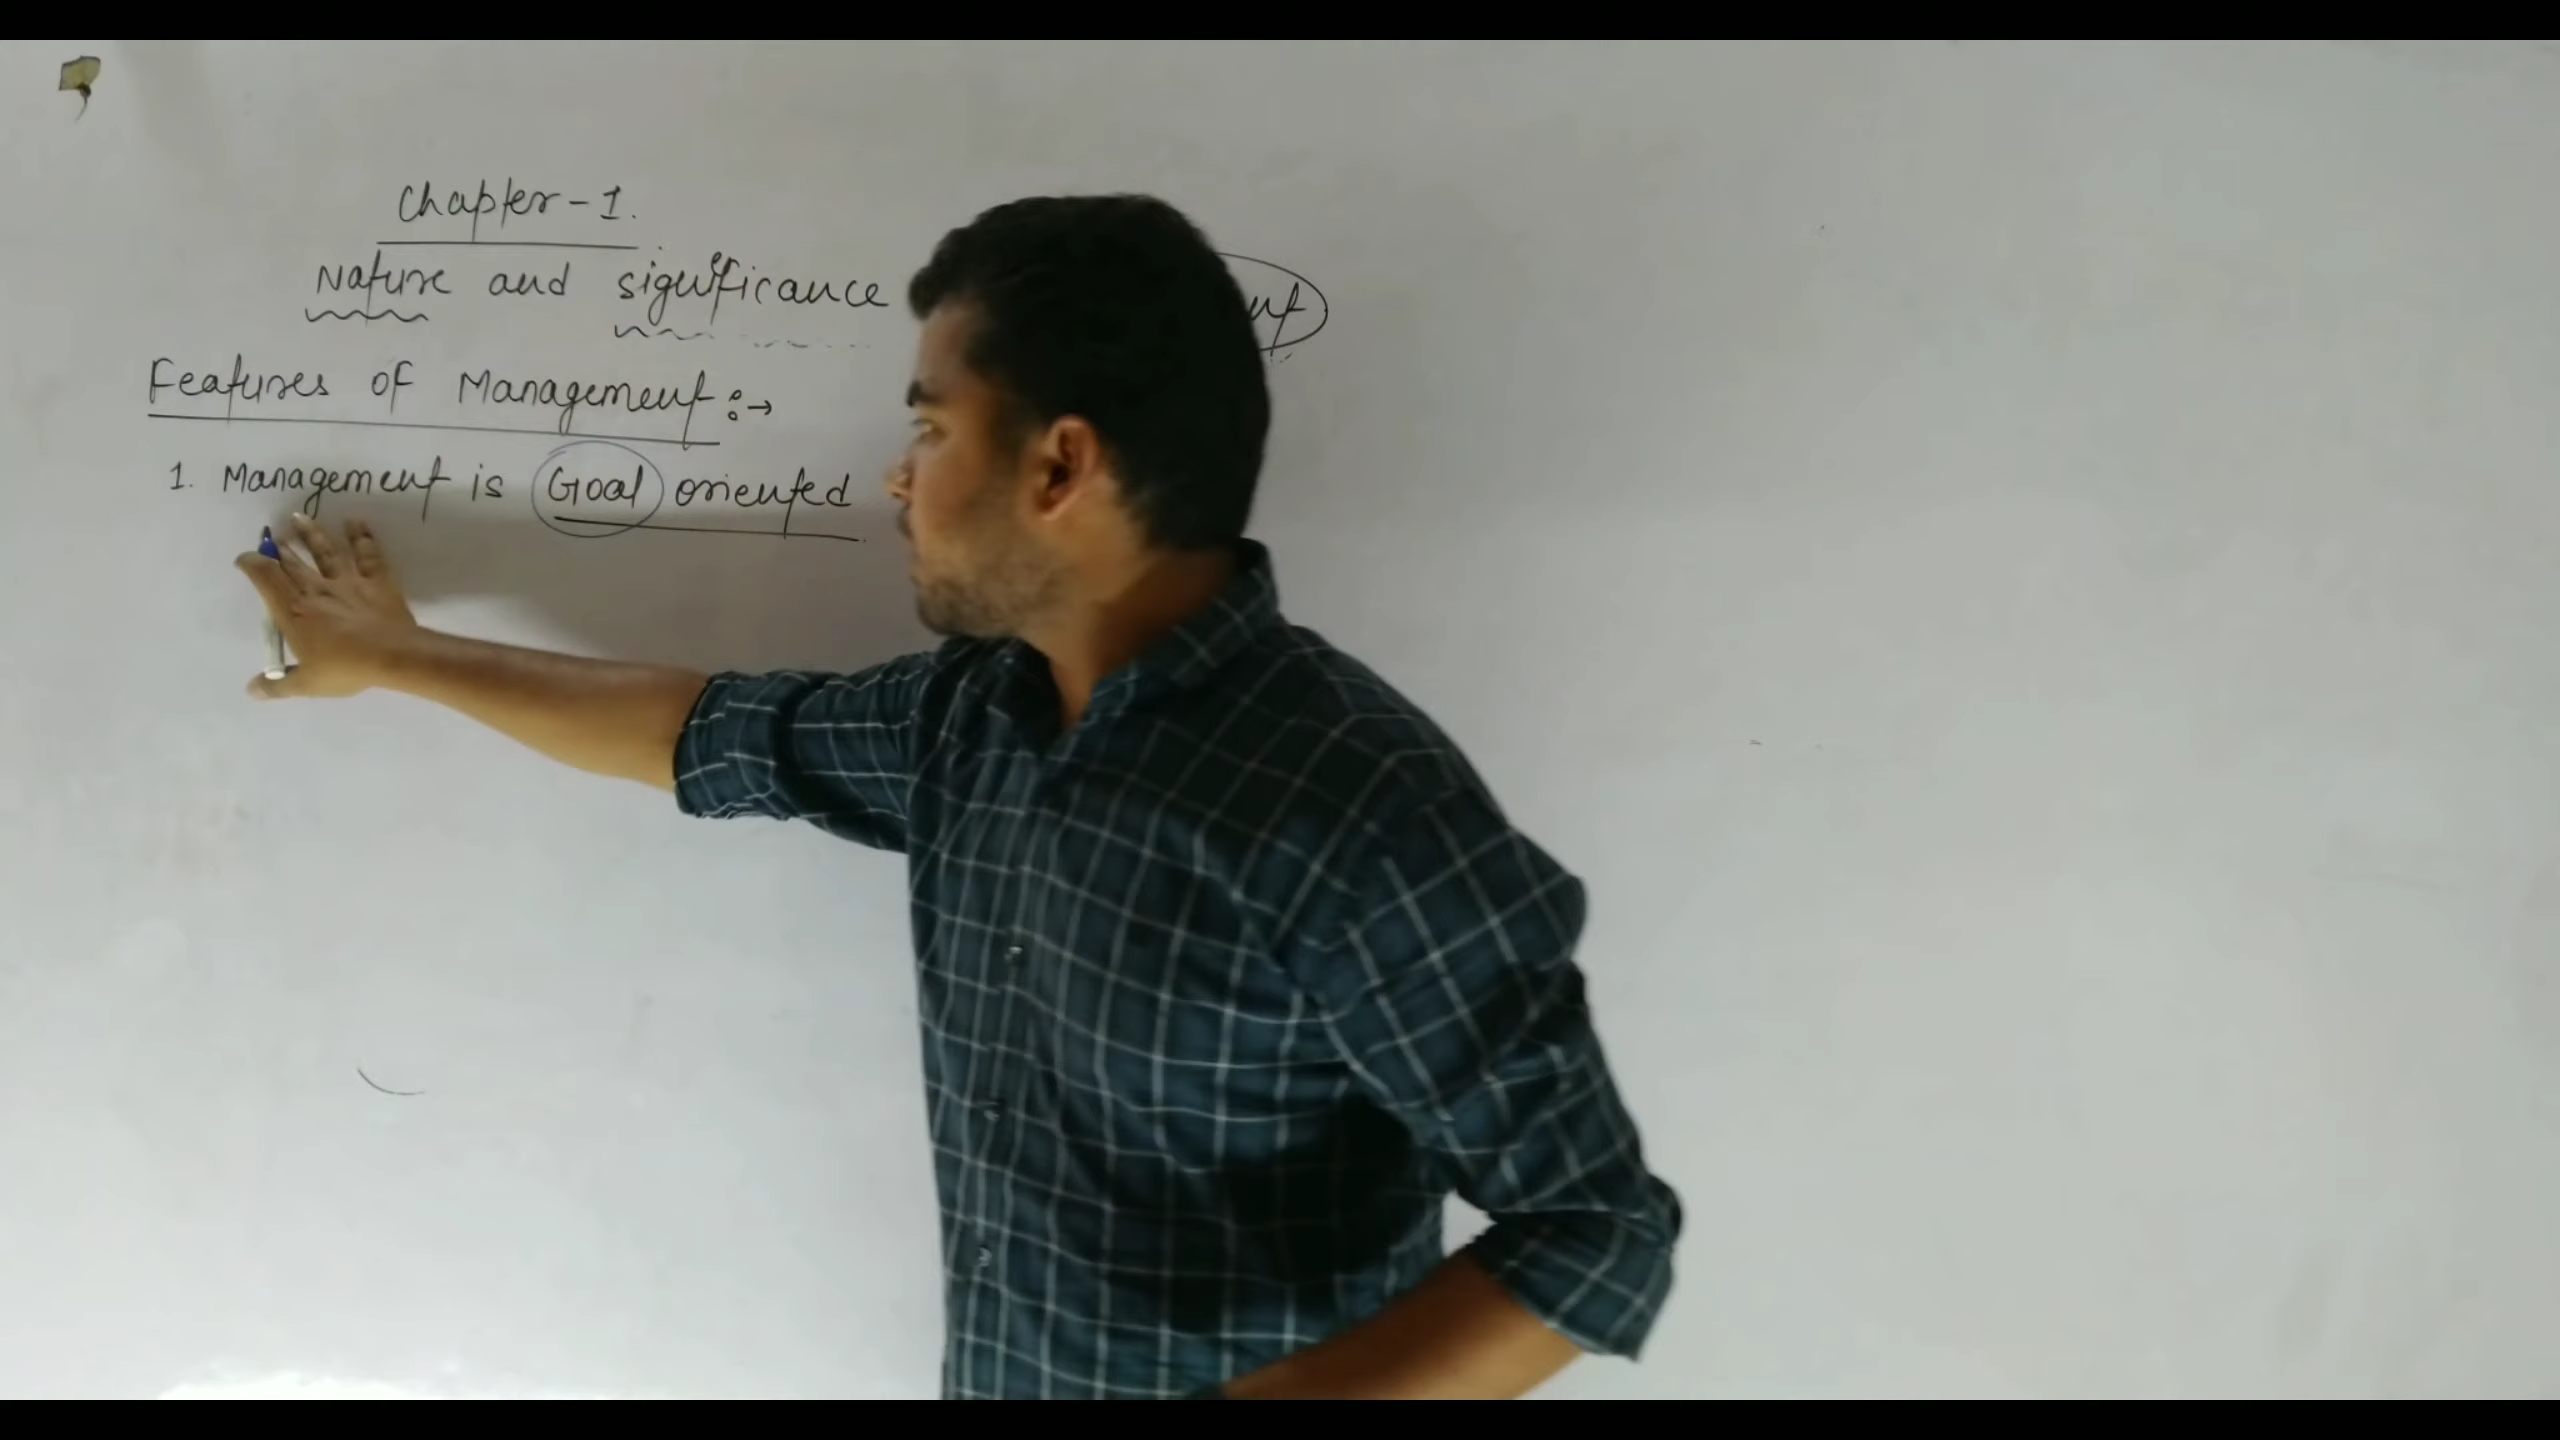 Chapter-1.
Nature and significance
Features of Management :→
1. Management is Goal oriented